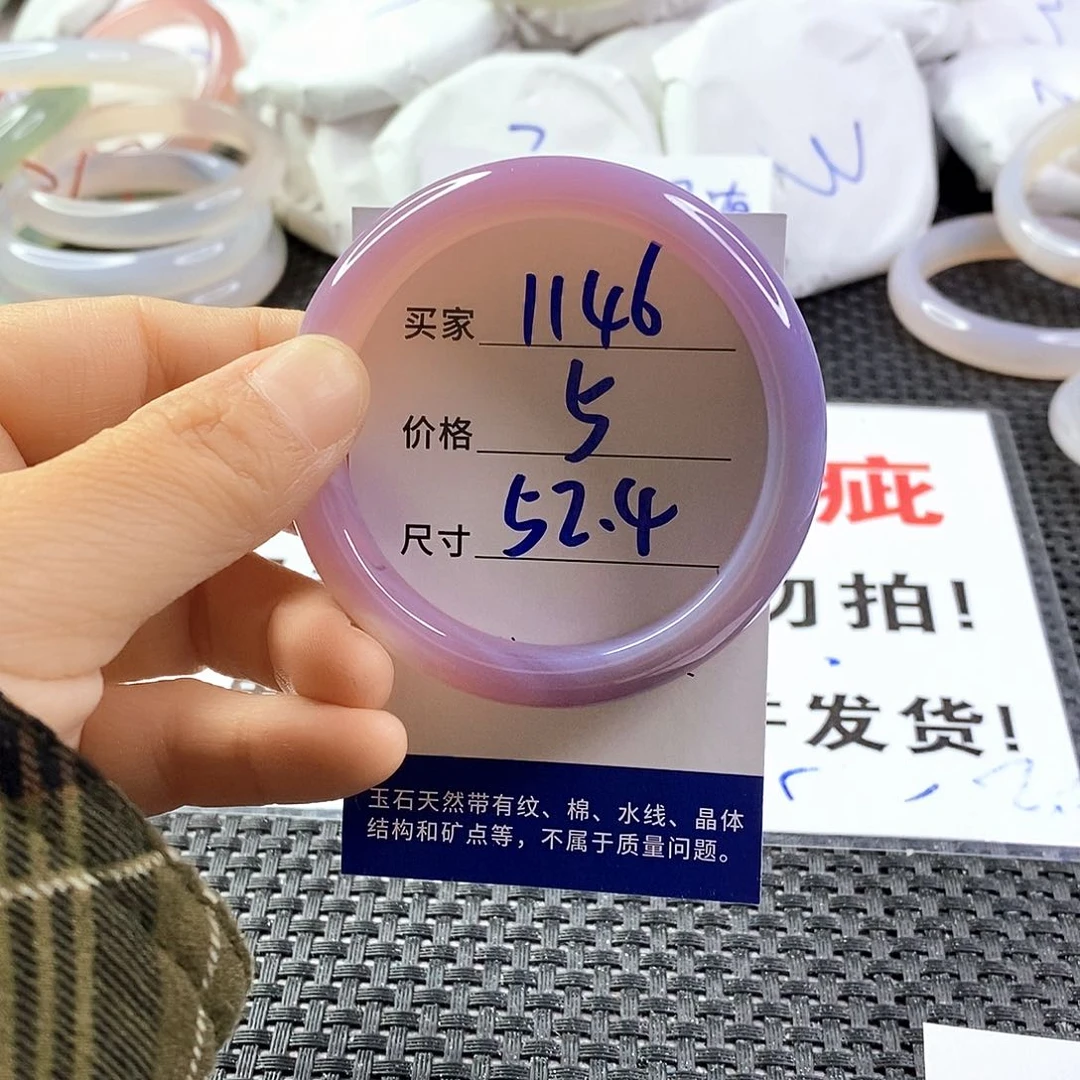 买家 1146
价格 5
尺寸 52.4
玉石天然带有纹、棉、水线、晶体
结构和矿点等，不属于质量问题。
疵
勿拍!
发货!